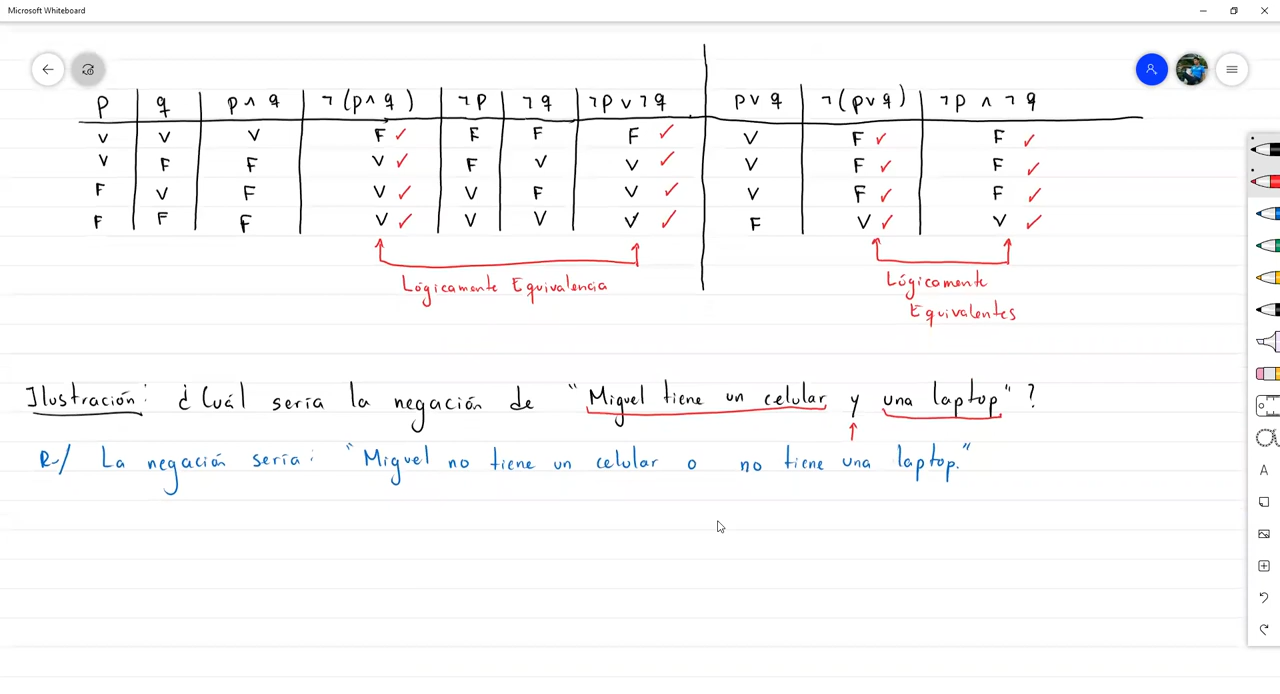 Microsoft Whiteboard
p q p ∧ q ¬(p ∧ q) ¬p ¬q ¬p ∨ ¬q p ∨ q ¬(p ∨ q) ¬p ∧ ¬q
V V V F ✓ F F F ✓ V F ✓ F ✓
V F F V ✓ F V V ✓ V F ✓ F ✓
F V F V ✓ V F V ✓ V F ✓ F ✓
F F F V ✓ V V V ✓ F V ✓ V ✓
Lógicamente Equivalencia
Lógicamente
Equivalentes
Ilustración: ¿Cuál sería la negación de "Miguel tiene un celular y una laptop"?
R-/ La negación sería: "Miguel no tiene un celular o no tiene una laptop."
A